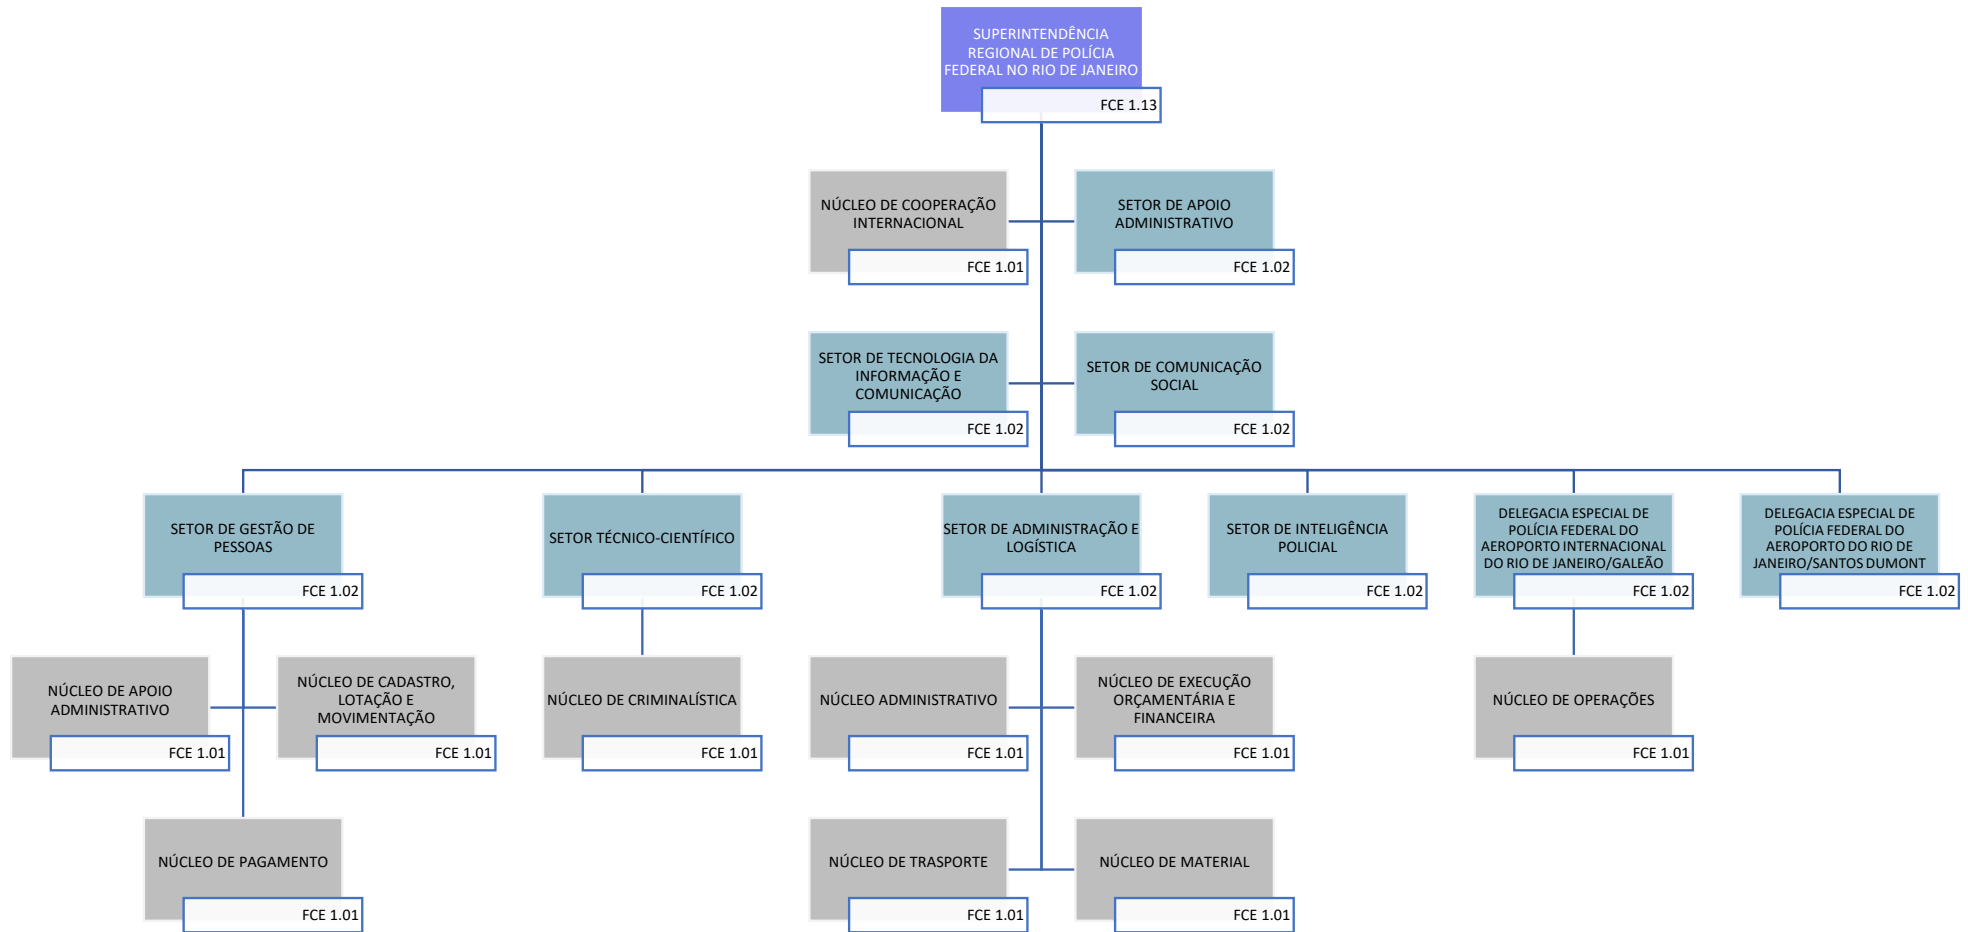 SUPERINTENDÊNCIA
REGIONAL DE POLÍCIA
FEDERAL NO RIO DE JANEIRO
FCE 1.13
NÚCLEO DE COOPERAÇÃO
INTERNACIONAL
FCE 1.01
SETOR DE APOIO
ADMINISTRATIVO
FCE 1.02
SETOR DE TECNOLOGIA DA
INFORMAÇÃO E
COMUNICAÇÃO
FCE 1.02
SETOR DE COMUNICAÇÃO
SOCIAL
FCE 1.02
SETOR DE GESTÃO DE
PESSOAS
FCE 1.02
SETOR TÉCNICO-CIENTÍFICO
FCE 1.02
SETOR DE ADMINISTRAÇÃO E
LOGÍSTICA
FCE 1.02
SETOR DE INTELIGÊNCIA
POLICIAL
FCE 1.02
DELEGACIA ESPECIAL DE
POLÍCIA FEDERAL DO
AEROPORTO INTERNACIONAL
DO RIO DE JANEIRO/GALEÃO
FCE 1.02
DELEGACIA ESPECIAL DE
POLÍCIA FEDERAL DO
AEROPORTO DO RIO DE
JANEIRO/SANTOS DUMONT
FCE 1.02
NÚCLEO DE APOIO
ADMINISTRATIVO
FCE 1.01
NÚCLEO DE CADASTRO,
LOTAÇÃO E
MOVIMENTAÇÃO
FCE 1.01
NÚCLEO DE CRIMINALÍSTICA
FCE 1.01
NÚCLEO ADMINISTRATIVO
FCE 1.01
NÚCLEO DE EXECUÇÃO
ORÇAMENTÁRIA E
FINANCEIRA
FCE 1.01
NÚCLEO DE OPERAÇÕES
FCE 1.01
NÚCLEO DE PAGAMENTO
FCE 1.01
NÚCLEO DE TRASPORTE
FCE 1.01
NÚCLEO DE MATERIAL
FCE 1.01